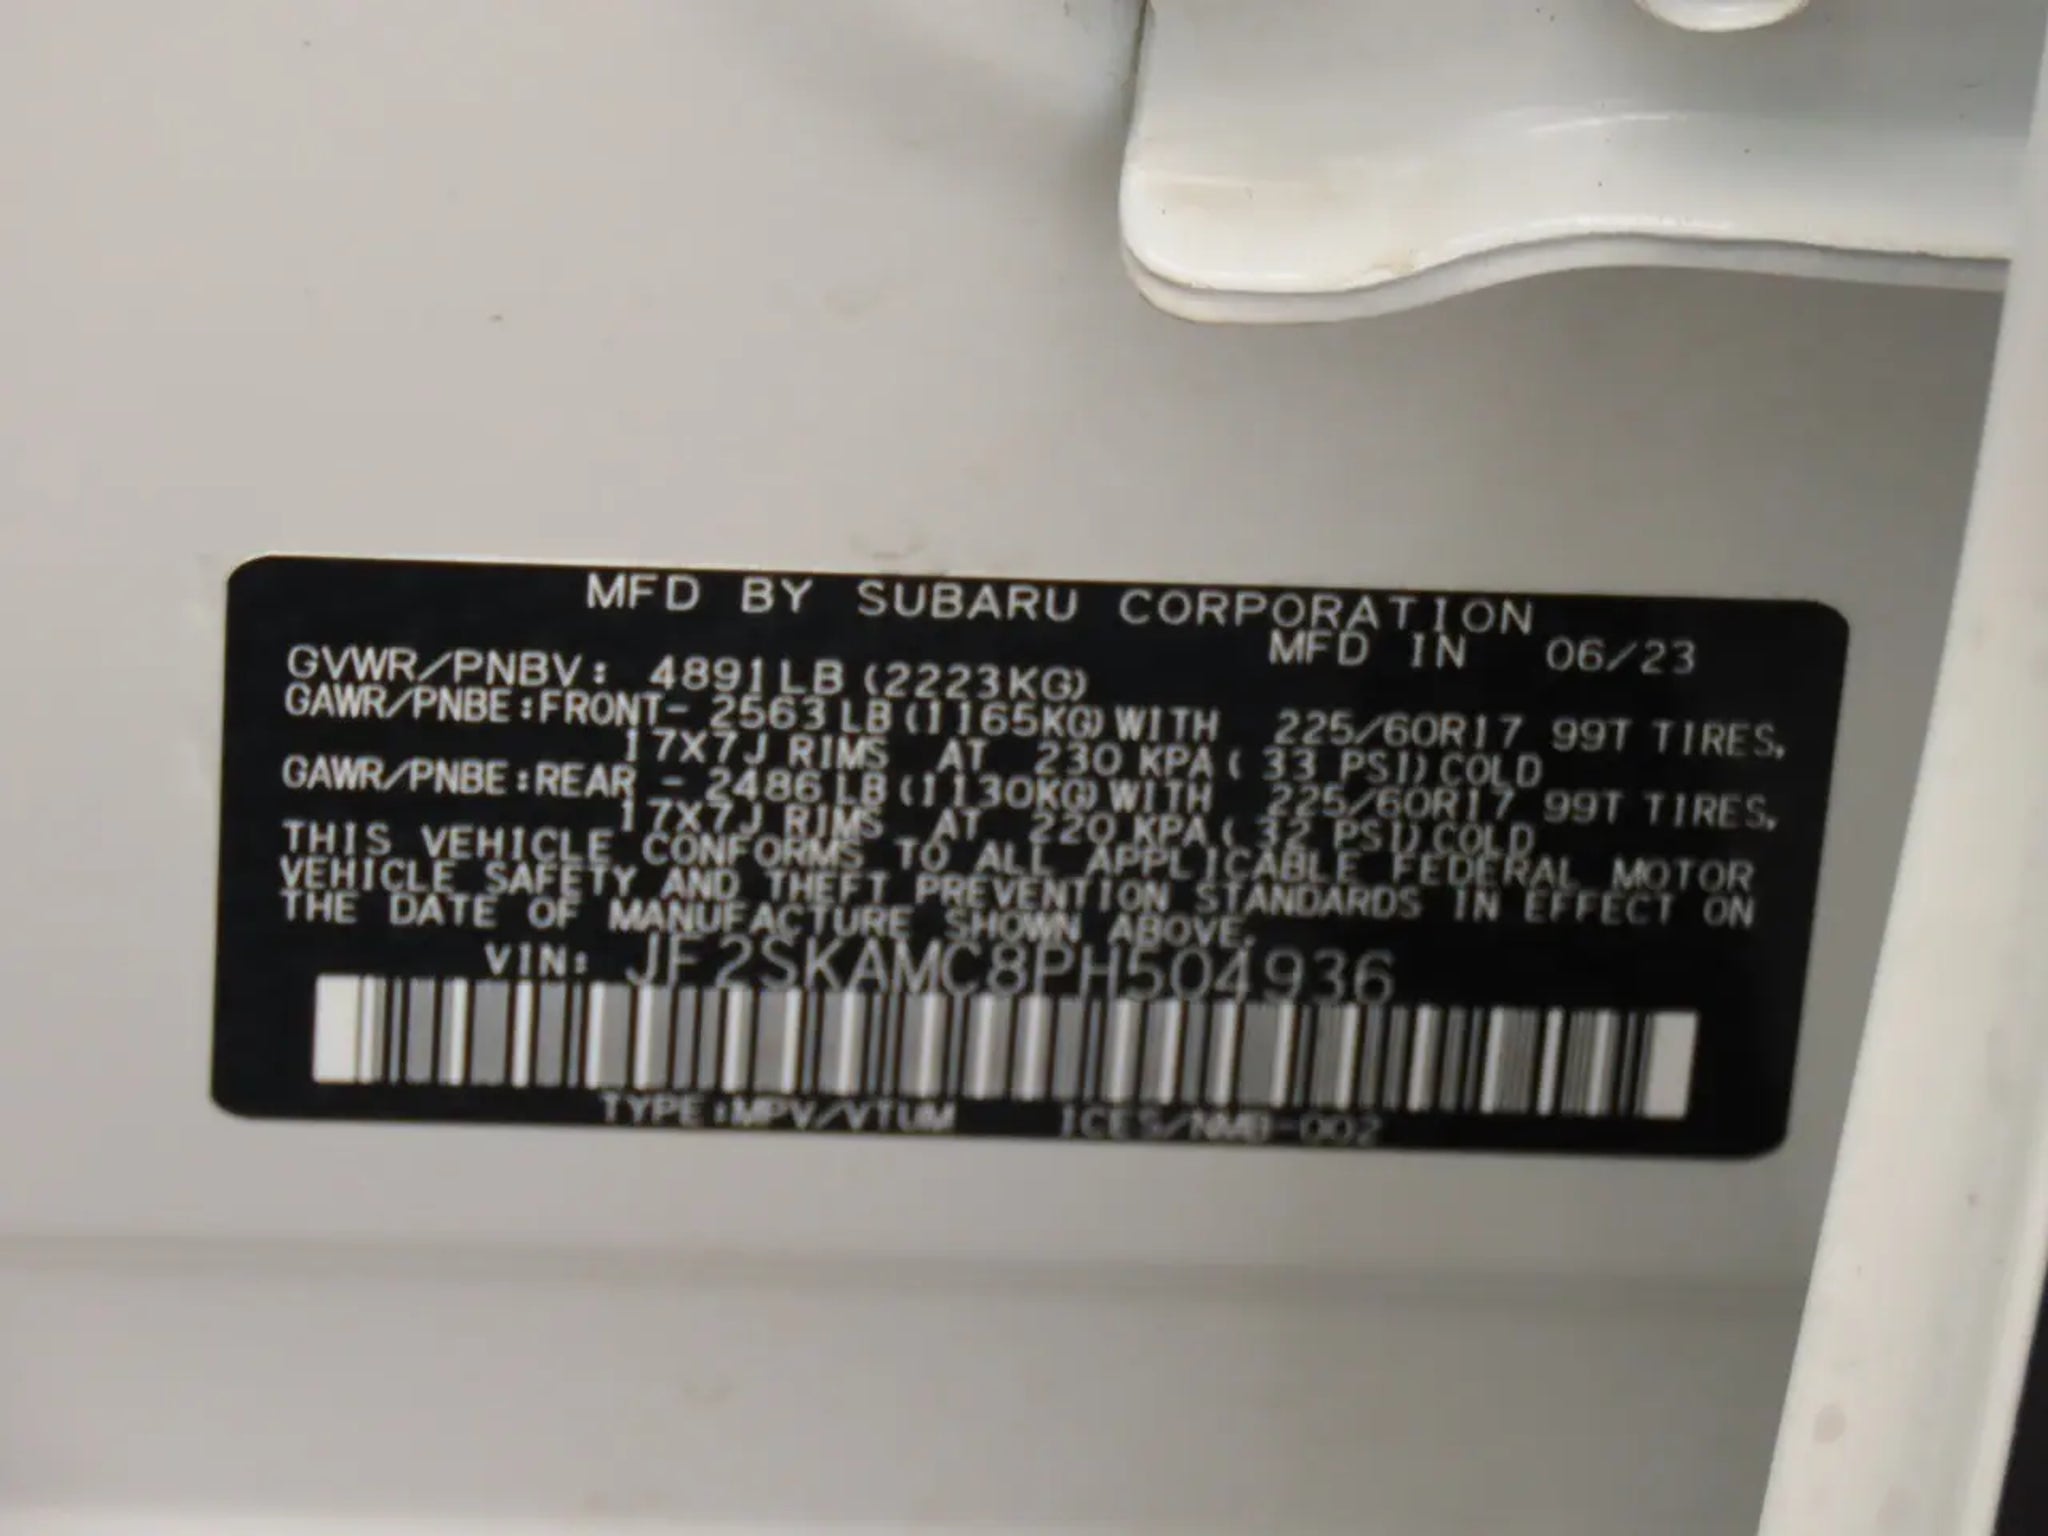 MFD BY SUBARU CORPORATION
MFD IN 06/23
GVWR/PNBV: 4891LB (2223KG)
GAWR/PNBE:FRONT- 2563LB(1165KG)WITH 225/60R17 99T TIRES,
17X7J RIMS AT 230 KPA( 33 PSI)COLD
GAWR/PNBE:REAR - 2486LB(1130KG)WITH 225/60R17 99T TIRES,
17X7J RIMS AT 220 KPA( 32 PSI)COLD
THIS VEHICLE CONFORMS TO ALL APPLICABLE FEDERAL MOTOR
VEHICLE SAFETY AND THEFT PREVENTION STANDARDS IN EFFECT ON
THE DATE OF MANUFACTURE SHOWN ABOVE.
VIN: JF2SKAMC8PH504936
TYPE:MPV/VTUM ICES/NMB-002